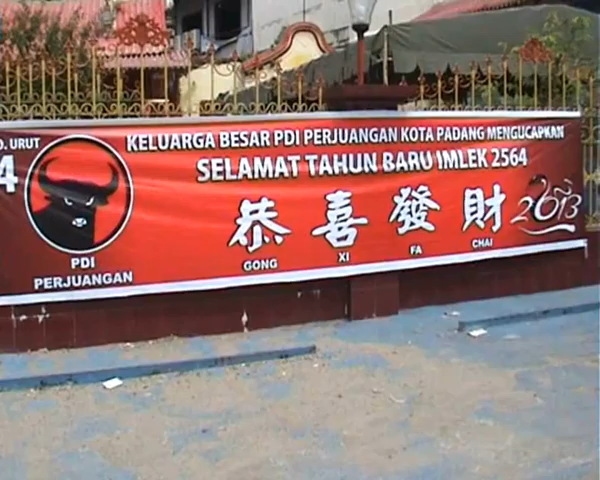 O. URUT
4
KELUARGA BESAR PDI PERJUANGAN KOTA PADANG MENGUCAPKAN
SELAMAT TAHUN BARU IMLEK 2564
恭喜發財
GONG XI FA CHAI
2013
PDI
PERJUANGAN